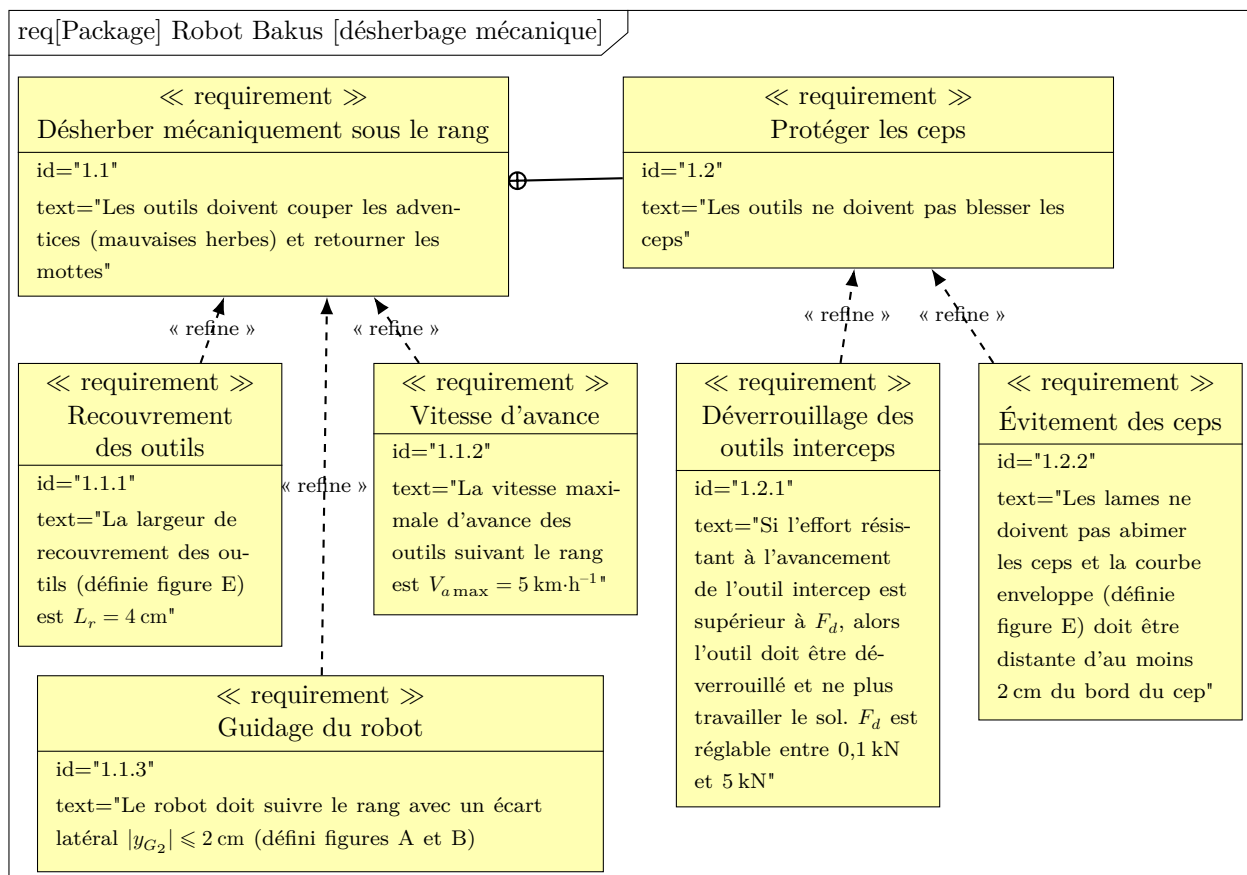 req[Package] Robot Bakus [désherbage mécanique]
≪ requirement ≫
Désherber mécaniquement sous le rang
id="1.1"
text="Les outils doivent couper les adven-
tices (mauvaises herbes) et retourner les
mottes"
≪ requirement ≫
Protéger les ceps
id="1.2"
text="Les outils ne doivent pas blesser les
ceps"
« refine »
« refine »
« refine »
« refine »
≪ requirement ≫
Recouvrement
des outils
id="1.1.1"
text="La largeur de
recouvrement des ou-
tils (définie figure E)
est L_r = 4 cm"
« refine »
≪ requirement ≫
Vitesse d'avance
id="1.1.2"
text="La vitesse maxi-
male d'avance des
outils suivant le rang
est V_{a max} = 5 km·h⁻¹"
≪ requirement ≫
Déverrouillage des
outils interceps
id="1.2.1"
text="Si l'effort résis-
tant à l'avancement
de l'outil intercep est
supérieur à F_d, alors
l'outil doit être dé-
verrouillé et ne plus
travailler le sol. F_d est
réglable entre 0,1 kN
et 5 kN"
≪ requirement ≫
Évitement des ceps
id="1.2.2"
text="Les lames ne
doivent pas abimer
les ceps et la courbe
enveloppe (définie
figure E) doit être
distante d'au moins
2 cm du bord du cep"
≪ requirement ≫
Guidage du robot
id="1.1.3"
text="Le robot doit suivre le rang avec un écart
latéral |y_{G_2}| ⩽ 2 cm (défini figures A et B)